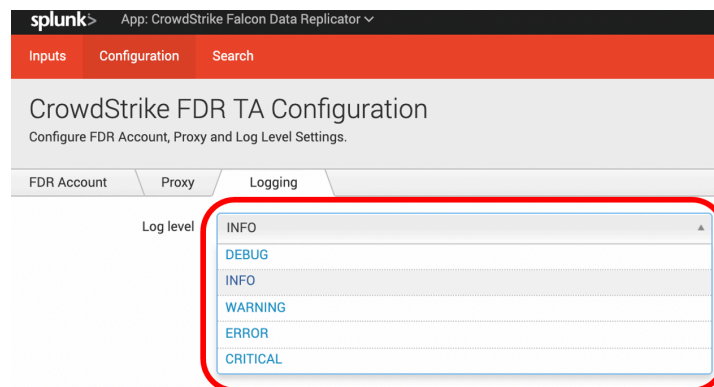 splunk> App: CrowdStrike Falcon Data Replicator
Inputs Configuration Search
CrowdStrike FDR TA Configuration
Configure FDR Account, Proxy and Log Level Settings.
FDR Account Proxy Logging
Log level INFO
DEBUG
INFO
WARNING
ERROR
CRITICAL